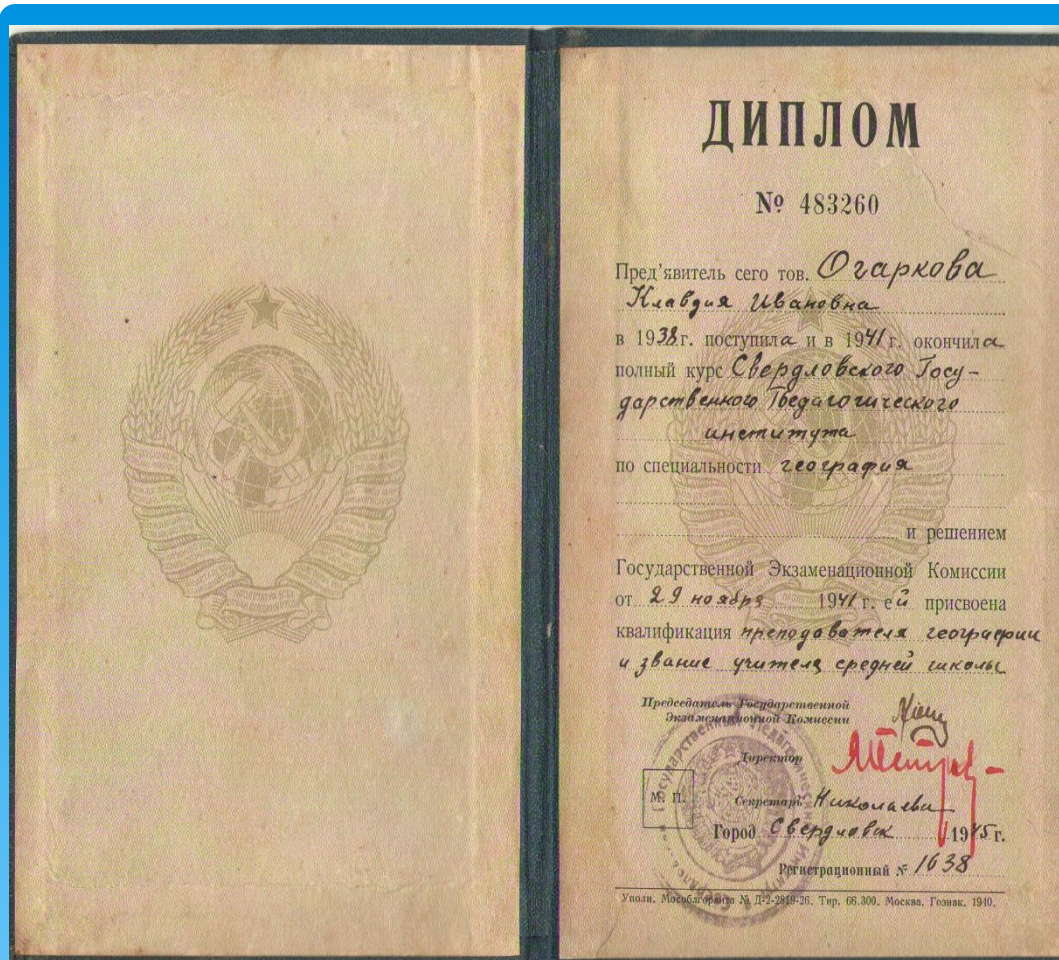 ДИПЛОМ
№ 483260
Пред'явитель сего тов. Огаркова
Клавдия Ивановна
в 1938 г. поступила и в 1941 г. окончила
полный курс Свердловского Госу-
дарственного Педагогического
института
по специальности география
и решением
Государственной Экзаменационной Комиссии
от 29 ноября 1941 г. ей присвоена
квалификация преподавателя географии
и звание учителя средней школы
Председатель Государственной
Экзаменационной Комиссии
Директор
М. П.
Секретарь Николаева
Город Свердловск 1945 г.
Регистрационный № 1638
Уполн. Мособлгорлита № Д-2-2819-26. Тир. 66.300. Москва. Гознак. 1940.